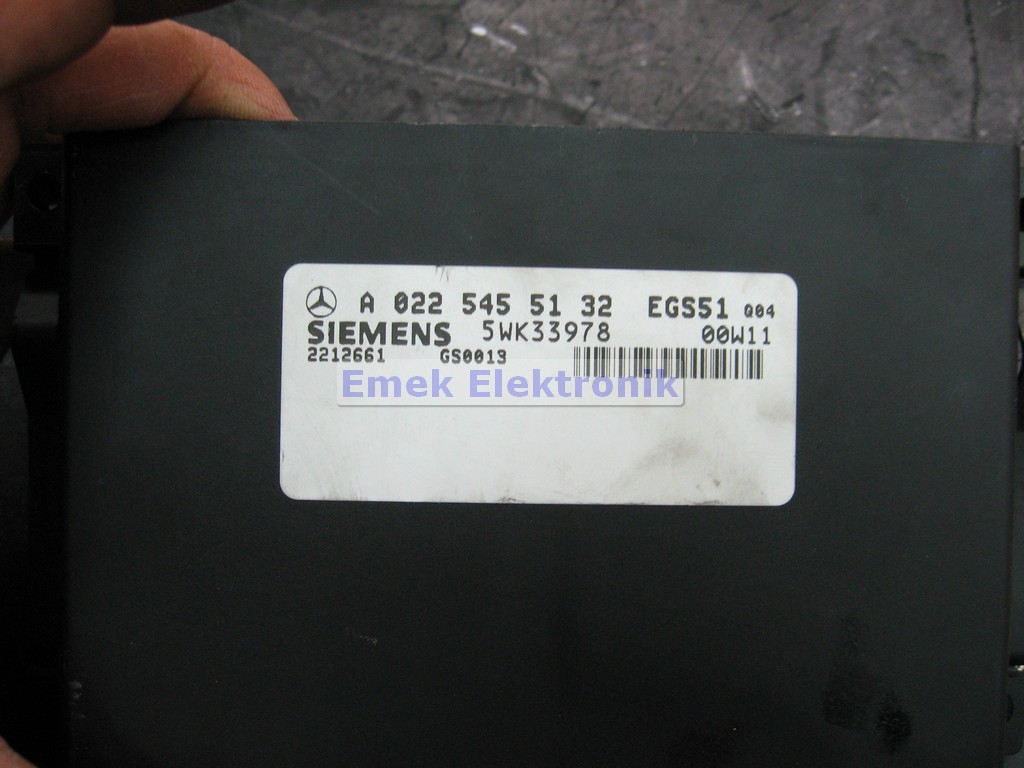 A 022 545 51 32 EGS51 Q04
SIEMENS 5WK33978 00W11
2212661 GS0013
Emek Elektronik